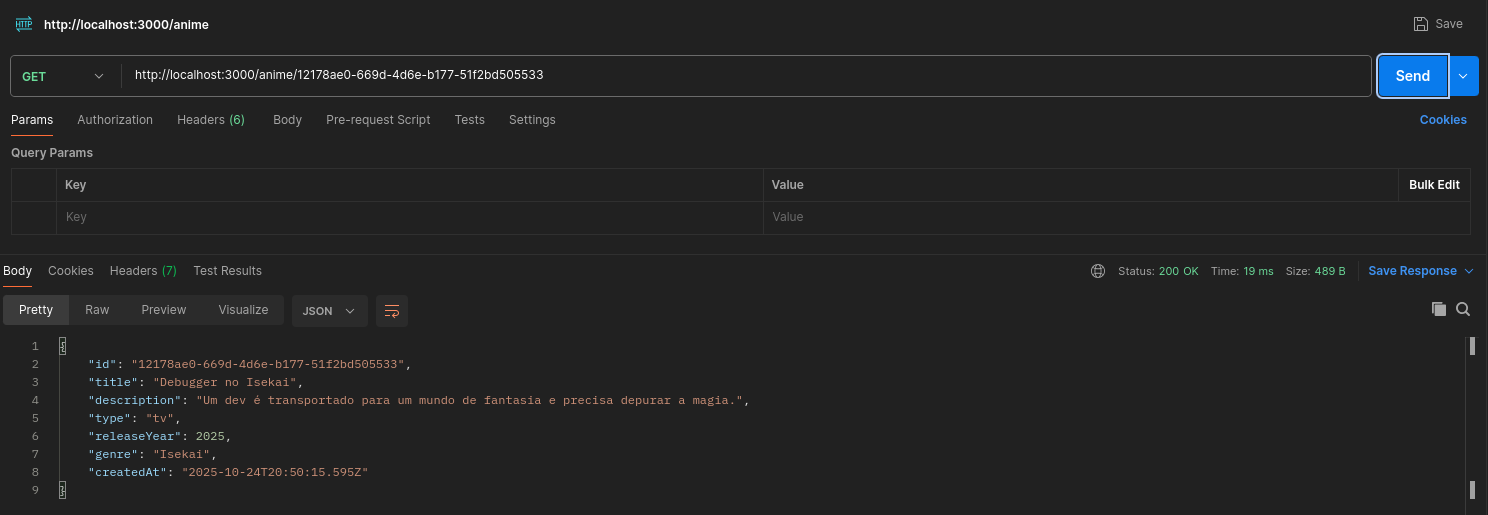 HTTP http://localhost:3000/anime Save
GET http://localhost:3000/anime/12178ae0-669d-4d6e-b177-51f2bd505533 Send
Params Authorization Headers (6) Body Pre-request Script Tests Settings Cookies
Query Params
Key Value Bulk Edit
Key Value
Body Cookies Headers (7) Test Results Status: 200 OK Time: 19 ms Size: 489 B Save Response
Pretty Raw Preview Visualize JSON
1 {
2 "id": "12178ae0-669d-4d6e-b177-51f2bd505533",
3 "title": "Debugger no Isekai",
4 "description": "Um dev é transportado para um mundo de fantasia e precisa depurar a magia.",
5 "type": "tv",
6 "releaseYear": 2025,
7 "genre": "Isekai",
8 "createdAt": "2025-10-24T20:50:15.595Z"
9 }